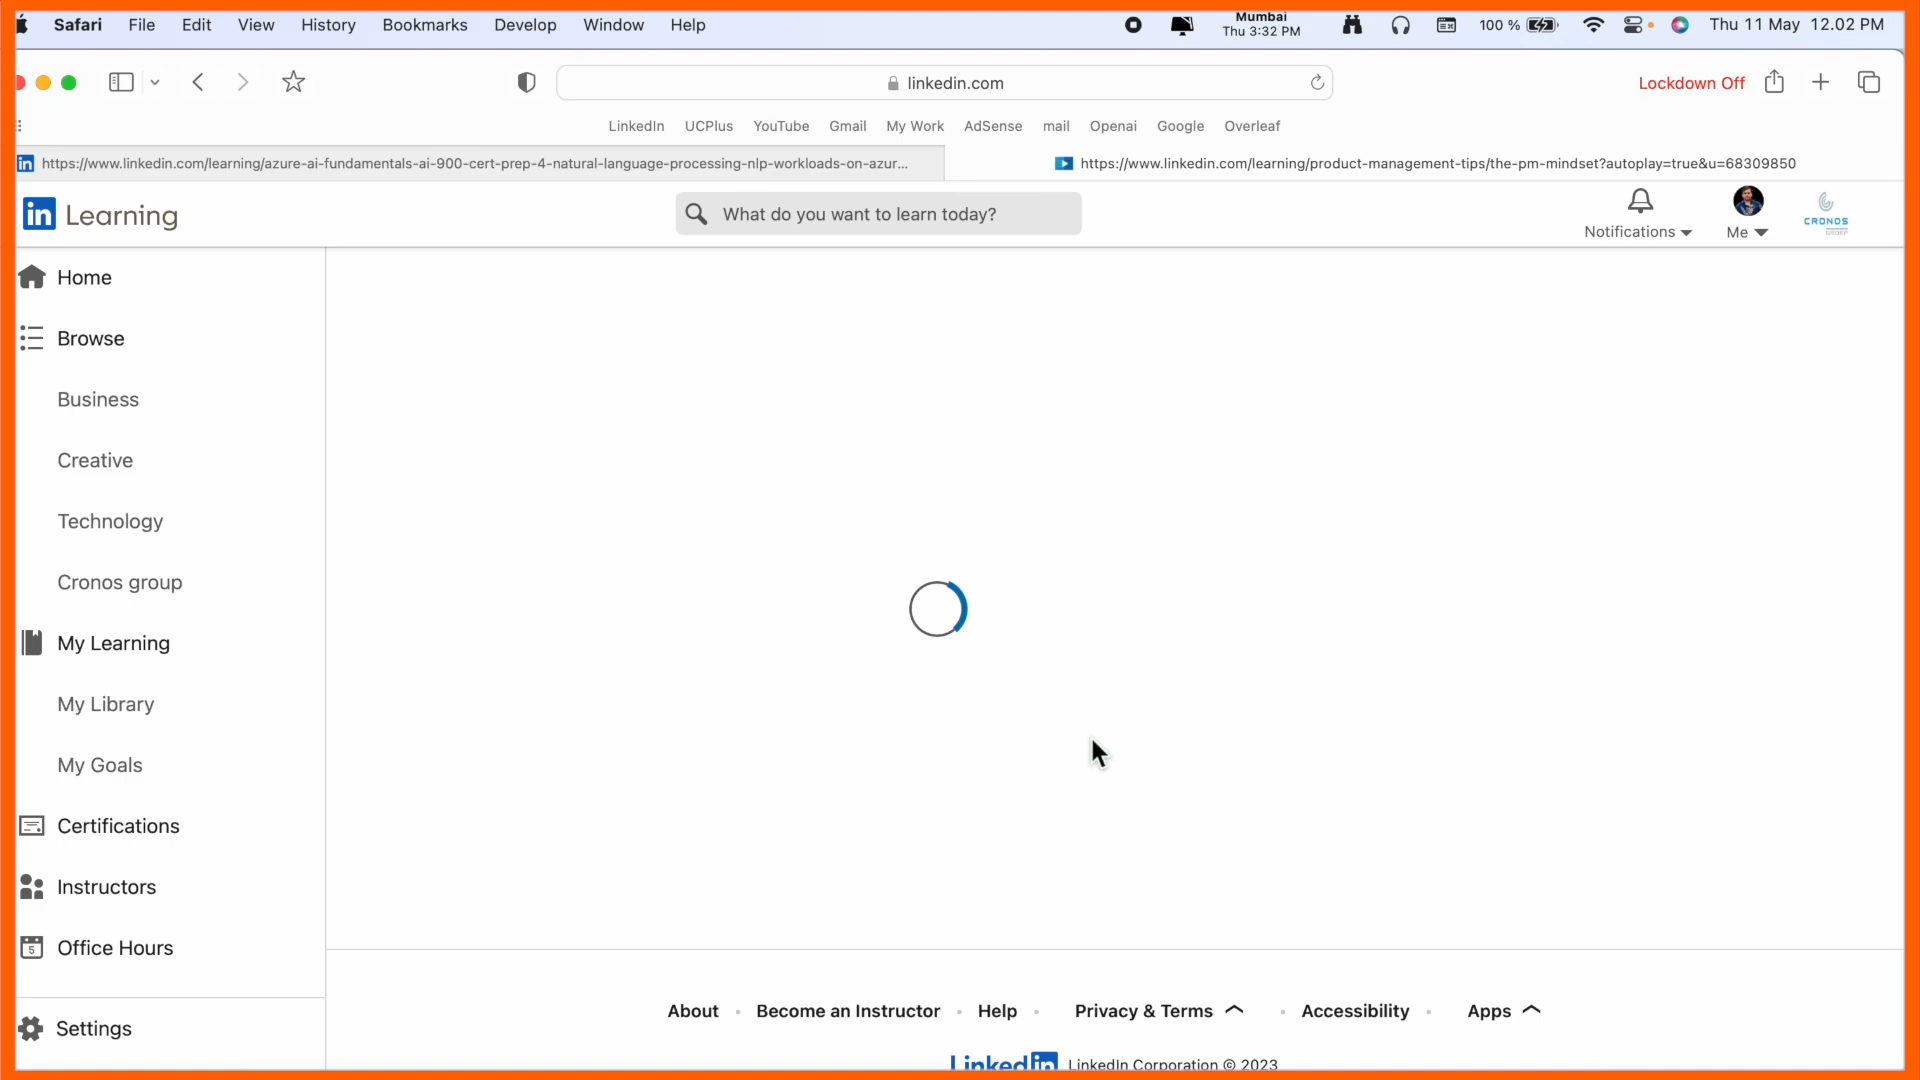 Safari File Edit View History Bookmarks Develop Window Help Mumbai 100 % Thu 11 May 12.02 PM
Thu 3:32 PM
linkedin.com Lockdown Off
LinkedIn UCPlus YouTube Gmail My Work AdSense mail Openai Google Overleaf
https://www.linkedin.com/learning/azure-ai-fundamentals-ai-900-cert-prep-4-natural-language-processing-nlp-workloads-on-azur... https://www.linkedin.com/learning/product-management-tips/the-pm-mindset?autoplay=true&u=68309850
in Learning What do you want to learn today? Notifications Me CRONOS GROEP
Home
Browse
Business
Creative
Technology
Cronos group
My Learning
My Library
My Goals
Certifications
Instructors
5 Office Hours
Settings
About • Become an Instructor • Help • Privacy & Terms • Accessibility • Apps
Linked in LinkedIn Corporation © 2023